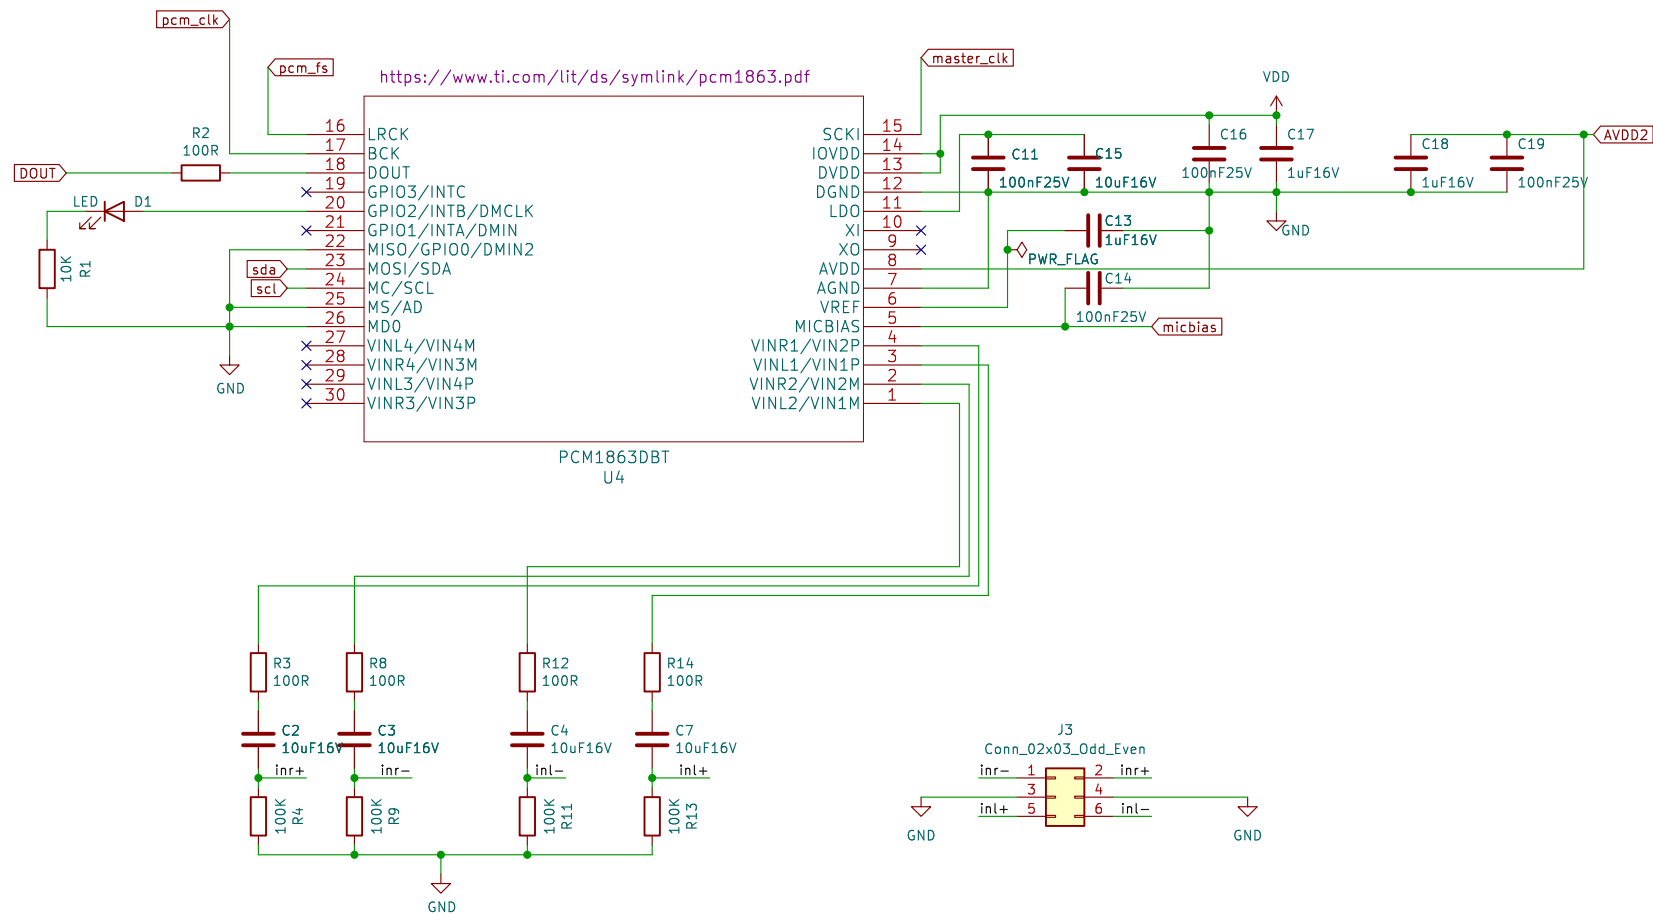 pcm_clk
pcm_fs
https://www.ti.com/lit/ds/symlink/pcm1863.pdf
master_clk
VDD
R2
100R
DOUT
LED
D1
10K
R1
sda
scl
GND
16 LRCK
17 BCK
18 DOUT
19 GPIO3/INTC
20 GPIO2/INTB/DMCLK
21 GPIO1/INTA/DMIN
22 MISO/GPIO0/DMIN2
23 MOSI/SDA
24 MC/SCL
25 MS/AD
26 MD0
27 VINL4/VIN4M
28 VINR4/VIN3M
29 VINL3/VIN4P
30 VINR3/VIN3P
SCKI 15
IOVDD 14
DVDD 13
DGND 12
LDO 11
XI 10
XO 9
AVDD 8
AGND 7
VREF 6
MICBIAS 5
VINR1/VIN2P 4
VINL1/VIN1P 3
VINR2/VIN2M 2
VINL2/VIN1M 1
PCM1863DBT
U4
C11
100nF25V
C15
10uF16V
C16
100nF25V
C17
1uF16V
C18
1uF16V
C19
100nF25V
AVDD2
GND
C13
1uF16V
PWR_FLAG
C14
100nF25V
micbias
R3
100R
R8
100R
R12
100R
R14
100R
C2
10uF16V
C3
10uF16V
C4
10uF16V
C7
10uF16V
inr+
inr-
inl-
inl+
100K
R4
100K
R9
100K
R11
100K
R13
GND
J3
Conn_02x03_Odd_Even
inr- 1 2 inr+
3 4
inl+ 5 6 inl-
GND
GND